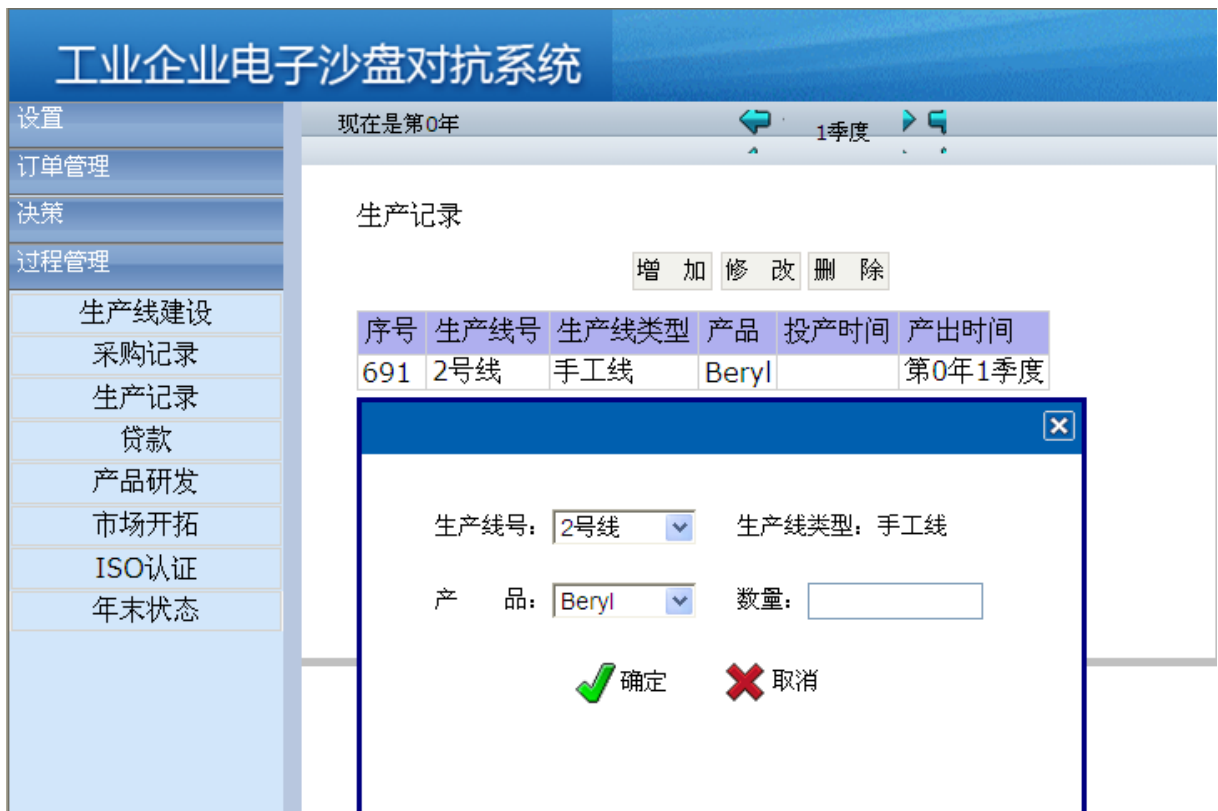 工业企业电子沙盘对抗系统
设置
现在是第0年 1季度
订单管理
决策
生产记录
过程管理
增 加 修 改 删 除
生产线建设
采购记录
生产记录
贷款
产品研发
市场开拓
ISO认证
年末状态
序号 生产线号 生产线类型 产品 投产时间 产出时间
691 2号线 手工线 Beryl 第0年1季度
生产线号： 2号线 生产线类型：手工线
产 品： Beryl 数量：
确定 取消